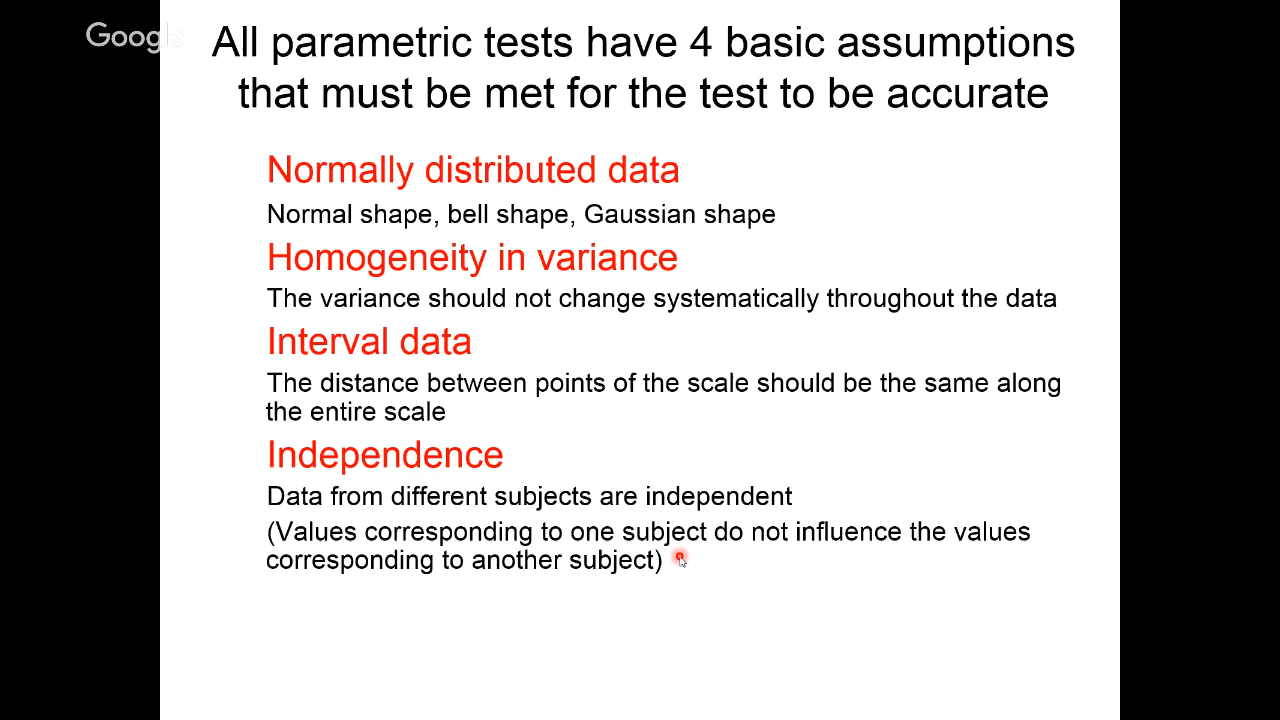 Google
All parametric tests have 4 basic assumptions
that must be met for the test to be accurate
Normally distributed data
Normal shape, bell shape, Gaussian shape
Homogeneity in variance
The variance should not change systematically throughout the data
Interval data
The distance between points of the scale should be the same along
the entire scale
Independence
Data from different subjects are independent
(Values corresponding to one subject do not influence the values
corresponding to another subject)